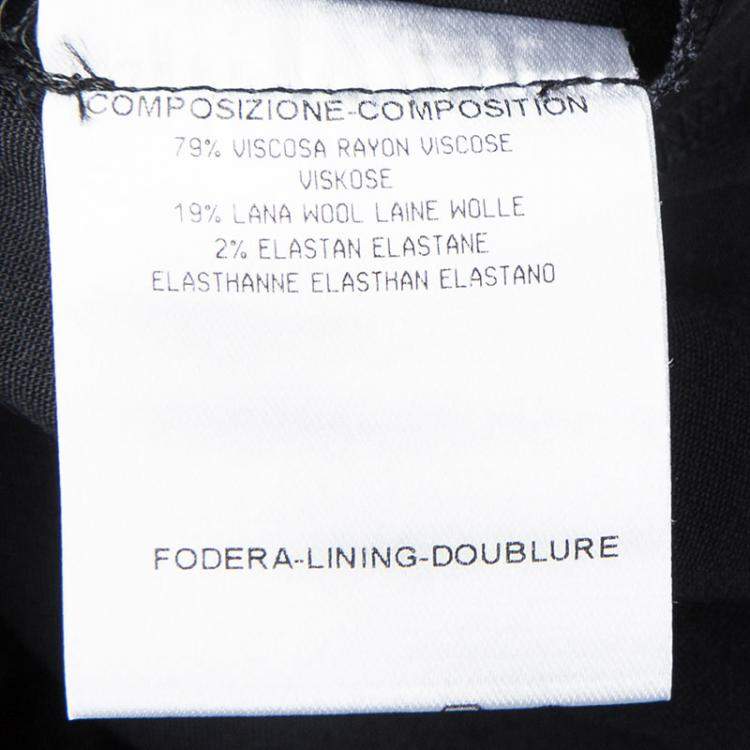 COMPOSIZIONE-COMPOSITION
79% VISCOSA RAYON VISCOSE
VISKOSE
19% LANA WOOL LAINE WOLLE
2% ELASTAN ELASTANE
ELASTHANNE ELASTHAN ELASTANO
FODERA-LINING-DOUBLURE